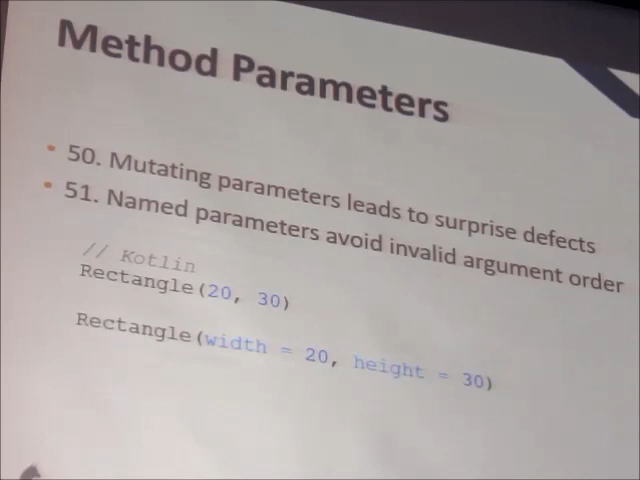 Method Parameters
• 50. Mutating parameters leads to surprise defects
• 51. Named parameters avoid invalid argument order
// Kotlin
Rectangle(20, 30)
Rectangle(width = 20, height = 30)